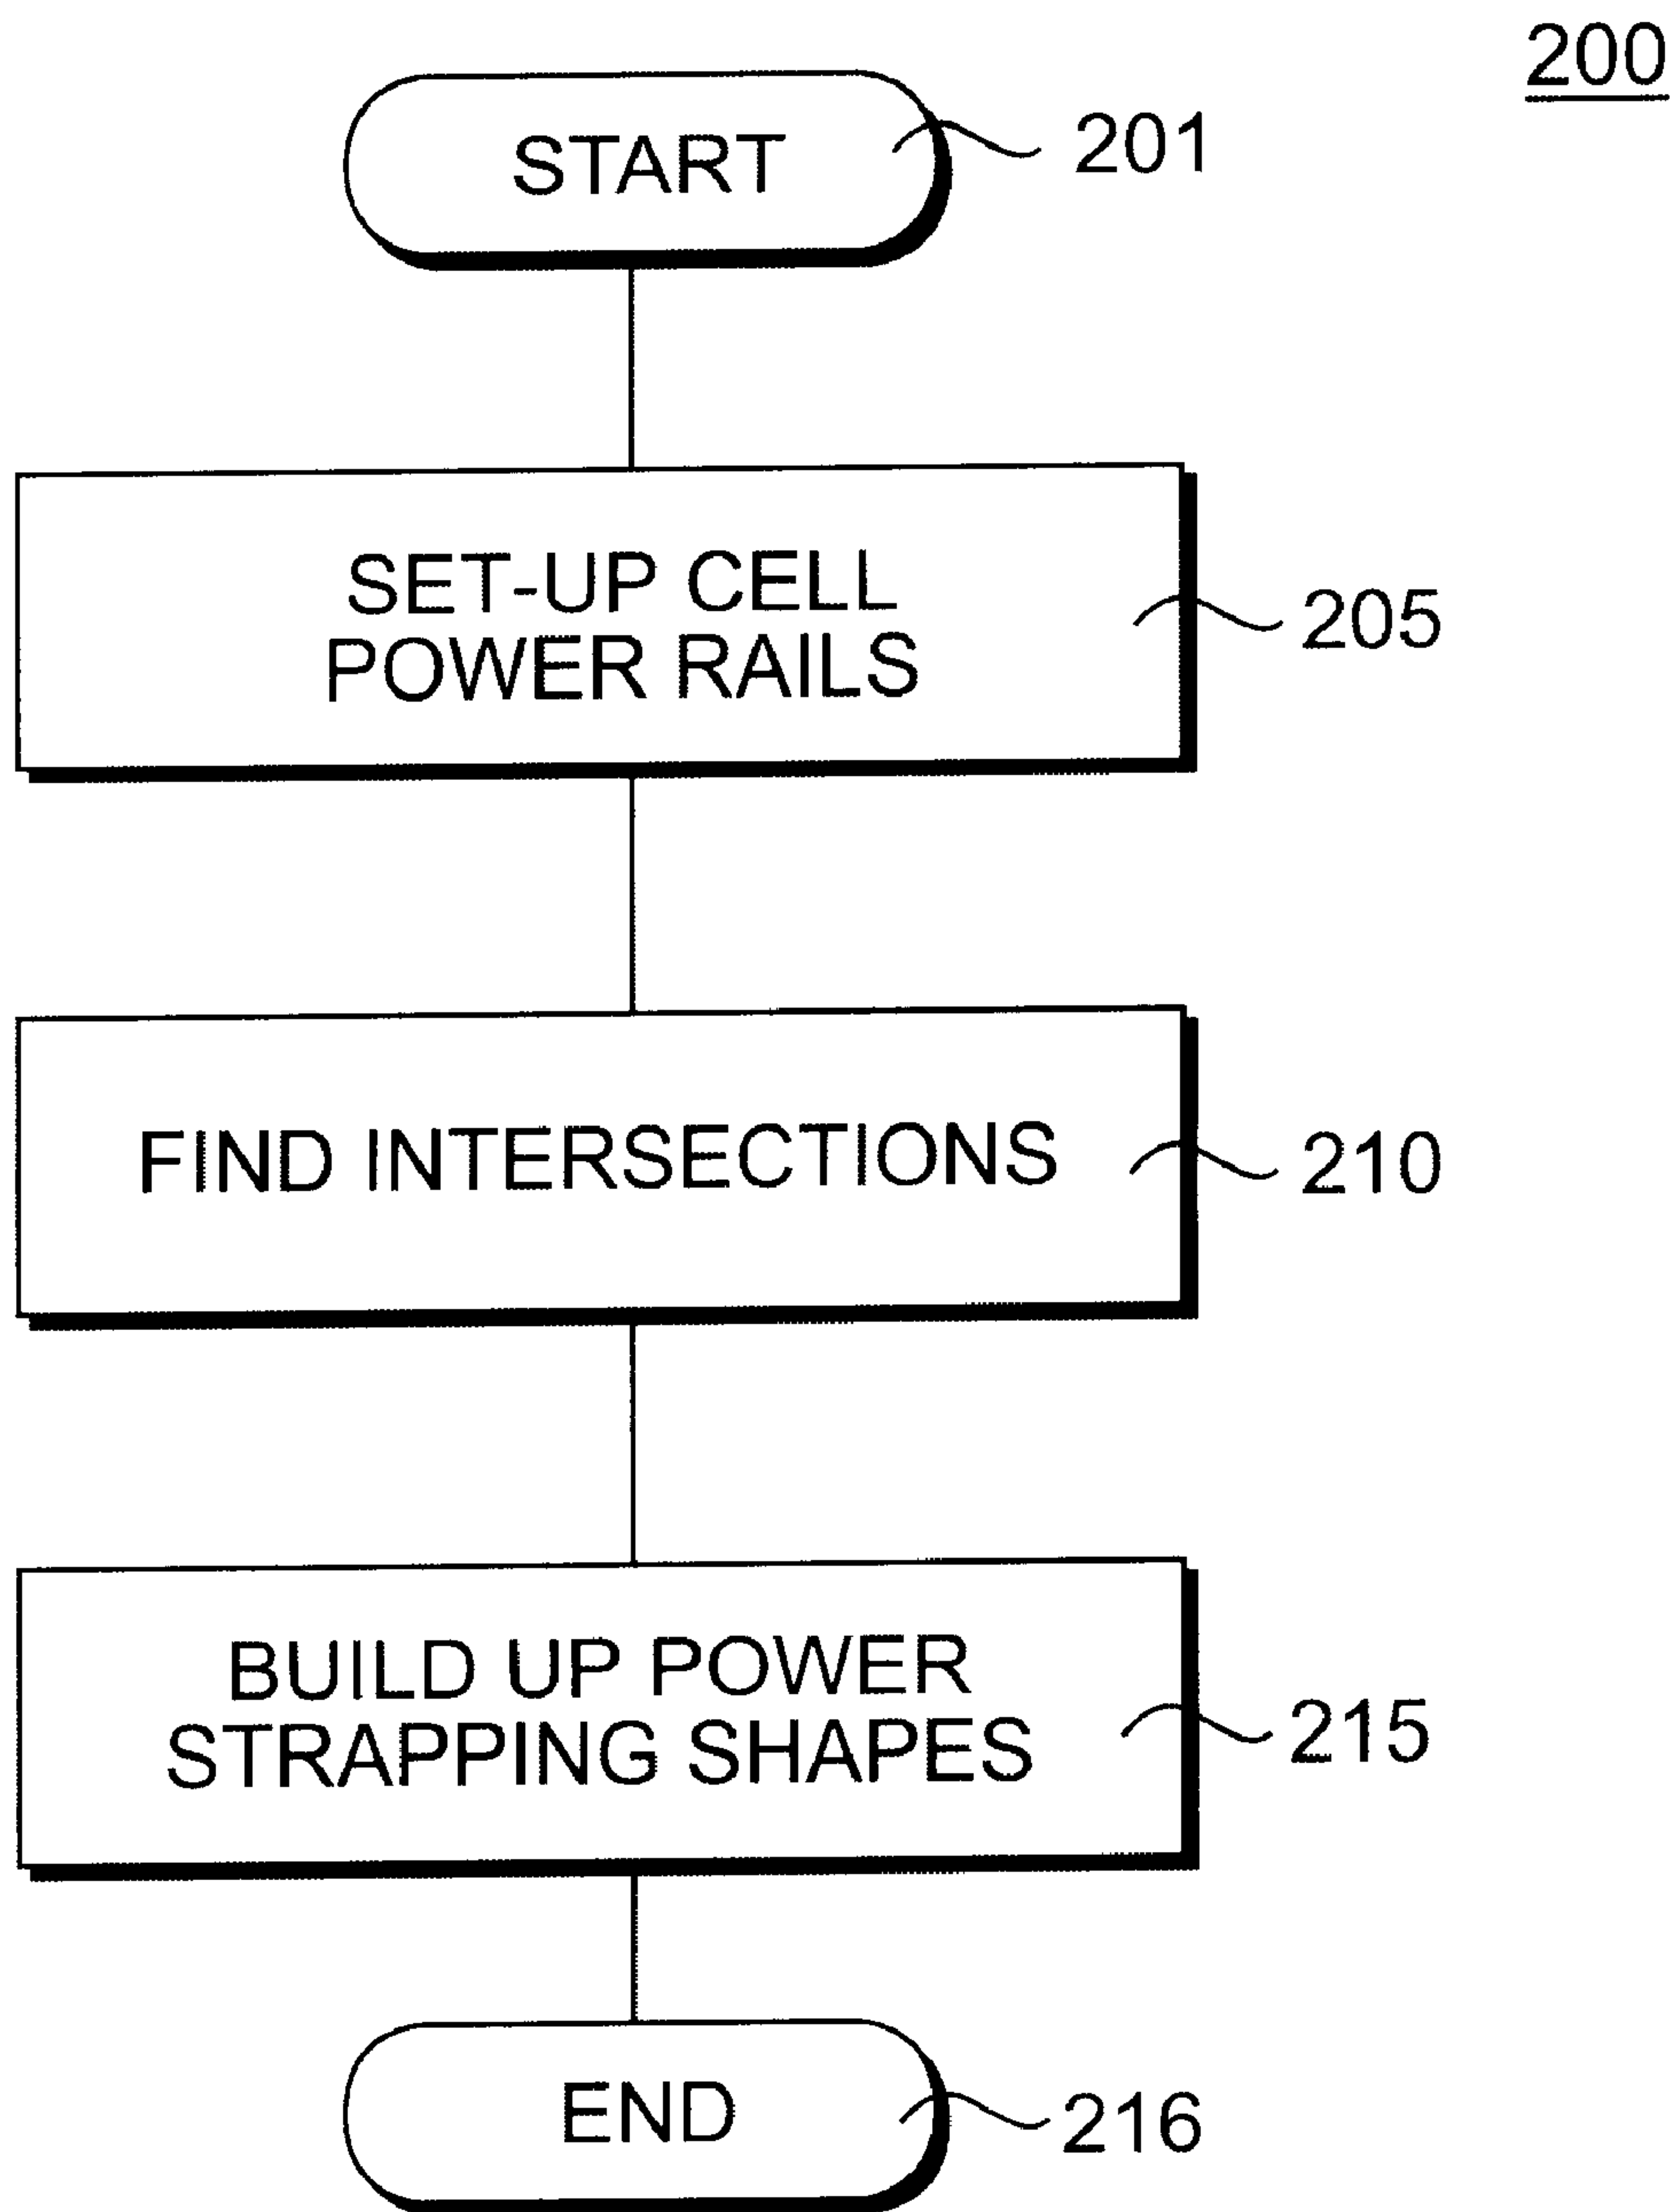 200
START
201
SET-UP CELL
POWER RAILS
205
FIND INTERSECTIONS
210
BUILD UP POWER
STRAPPING SHAPES
215
END
216